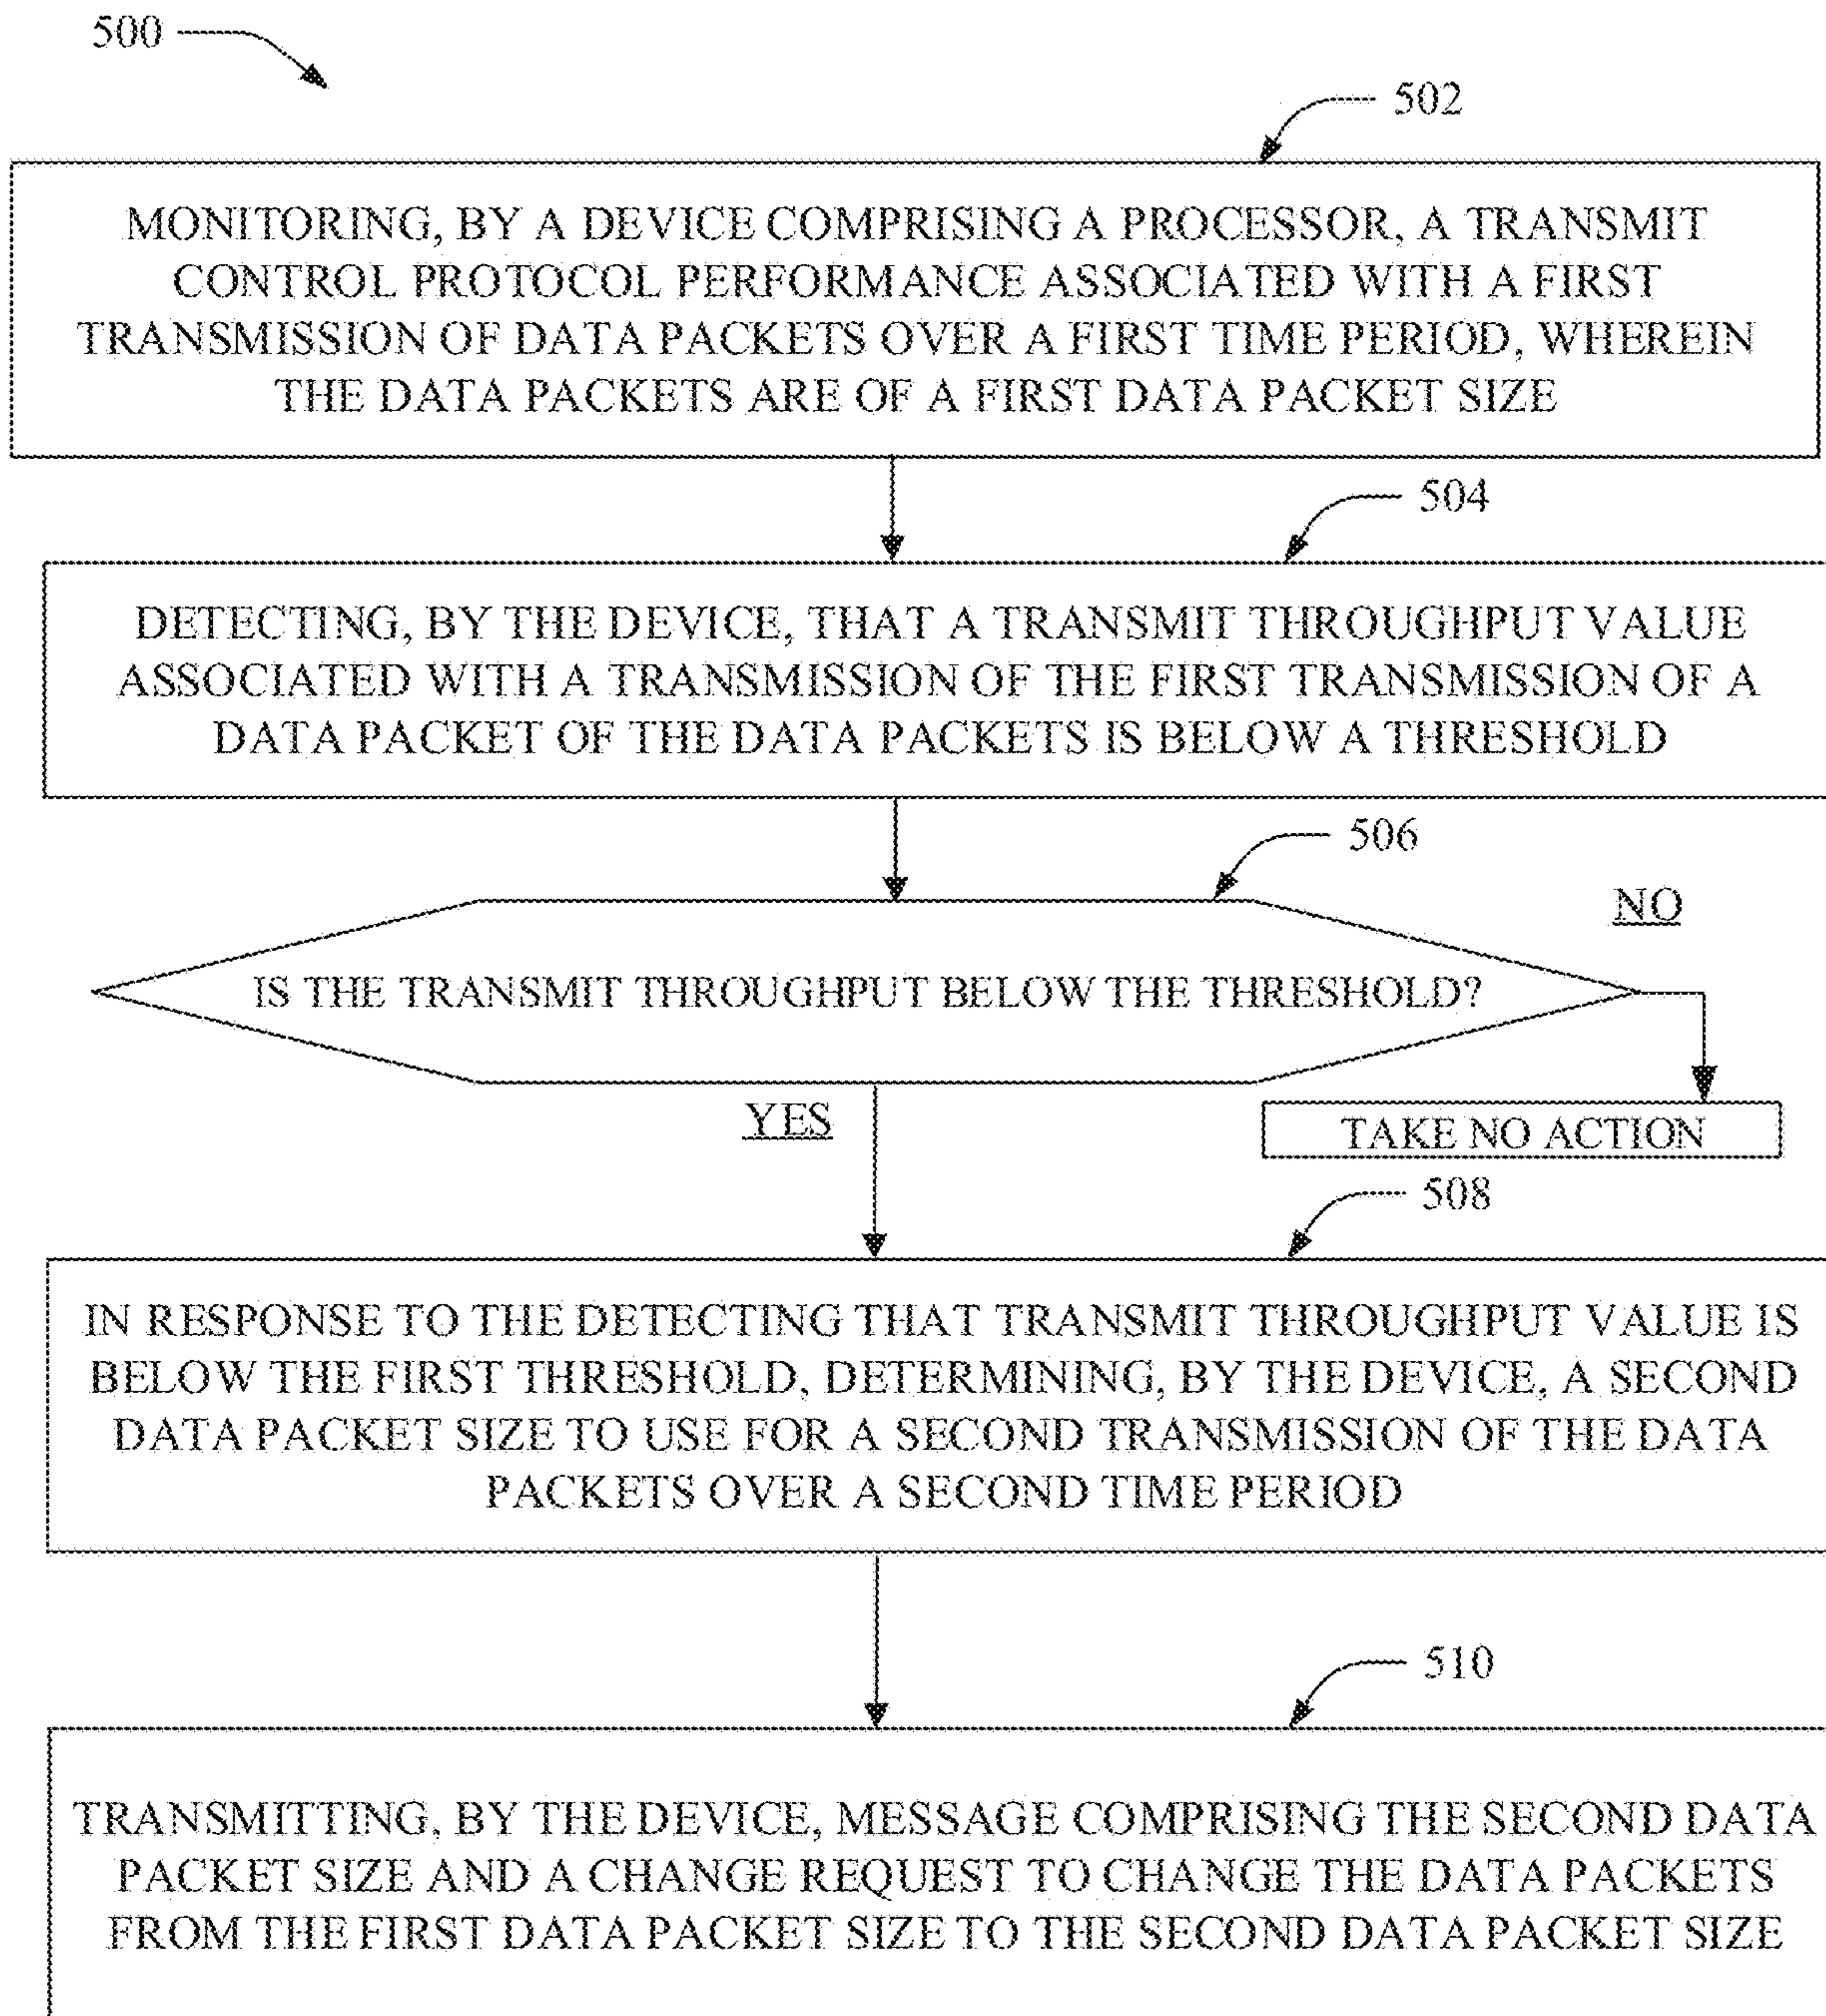 500
502
MONITORING, BY A DEVICE COMPRISING A PROCESSOR, A TRANSMIT
CONTROL PROTOCOL PERFORMANCE ASSOCIATED WITH A FIRST
TRANSMISSION OF DATA PACKETS OVER A FIRST TIME PERIOD, WHEREIN
THE DATA PACKETS ARE OF A FIRST DATA PACKET SIZE
504
DETECTING, BY THE DEVICE, THAT A TRANSMIT THROUGHPUT VALUE
ASSOCIATED WITH A TRANSMISSION OF THE FIRST TRANSMISSION OF A
DATA PACKET OF THE DATA PACKETS IS BELOW A THRESHOLD
506
NO
IS THE TRANSMIT THROUGHPUT BELOW THE THRESHOLD?
YES
TAKE NO ACTION
508
IN RESPONSE TO THE DETECTING THAT TRANSMIT THROUGHPUT VALUE IS
BELOW THE FIRST THRESHOLD, DETERMINING, BY THE DEVICE, A SECOND
DATA PACKET SIZE TO USE FOR A SECOND TRANSMISSION OF THE DATA
PACKETS OVER A SECOND TIME PERIOD
510
TRANSMITTING, BY THE DEVICE, MESSAGE COMPRISING THE SECOND DATA
PACKET SIZE AND A CHANGE REQUEST TO CHANGE THE DATA PACKETS
FROM THE FIRST DATA PACKET SIZE TO THE SECOND DATA PACKET SIZE